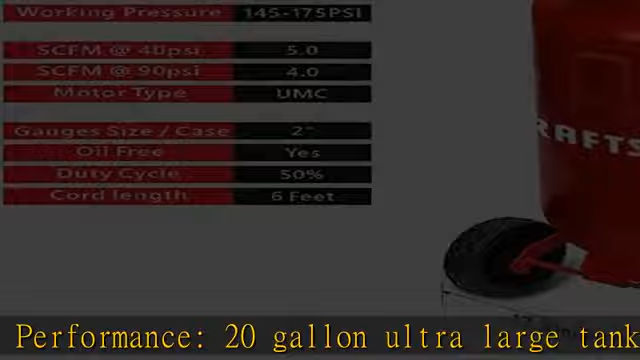 Working Pressure 145-175PSI
SCFM @ 40psi 5.0
SCFM @ 90psi 4.0
Motor Type UMC
Gauges Size / Case 2"
Oil Free Yes
Duty Cycle 50%
Cord length 6 Feet
RAFTS
Performance: 20 gallon ultra large tank